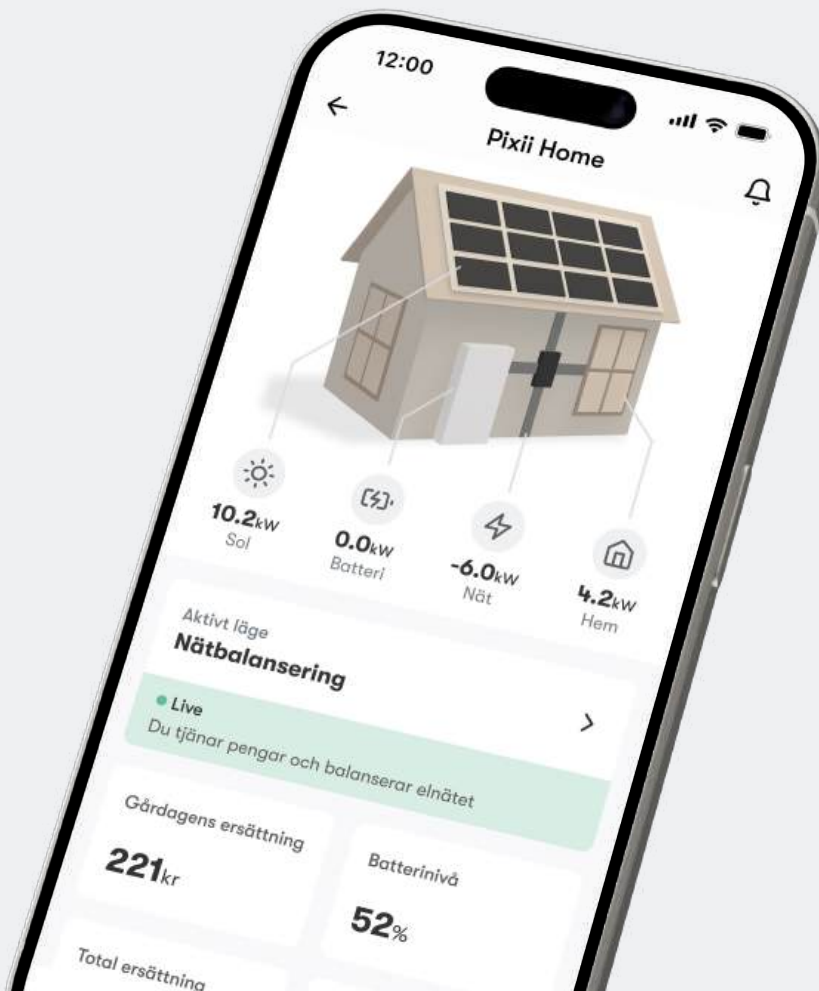 12:00
Pixii Home
10.2kW
Sol
0.0kW
Batteri
-6.0kW
Nät
4.2kW
Hem
Aktivt läge
Nätbalansering
Live
Du tjänar pengar och balanserar elnätet
Gårdagens ersättning
221kr
Batterinivå
52%
Total ersättning